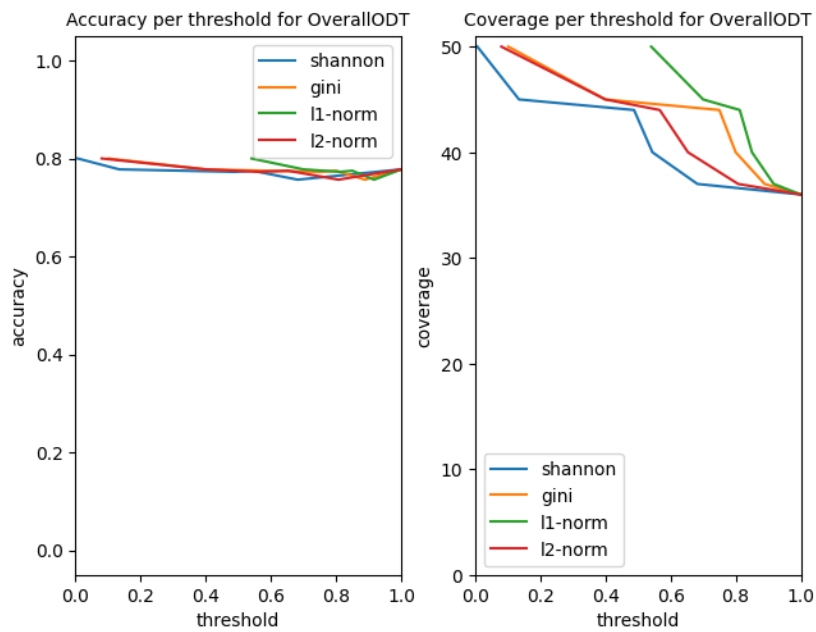 Accuracy per threshold for OverallODT
1.0
0.8
0.6
0.4
0.2
0.0
accuracy
0.0 0.2 0.4 0.6 0.8 1.0
threshold
shannon
gini
l1-norm
l2-norm
Coverage per threshold for OverallODT
50
40
30
20
10
0
coverage
shannon
gini
l1-norm
l2-norm
0.0 0.2 0.4 0.6 0.8 1.0
threshold